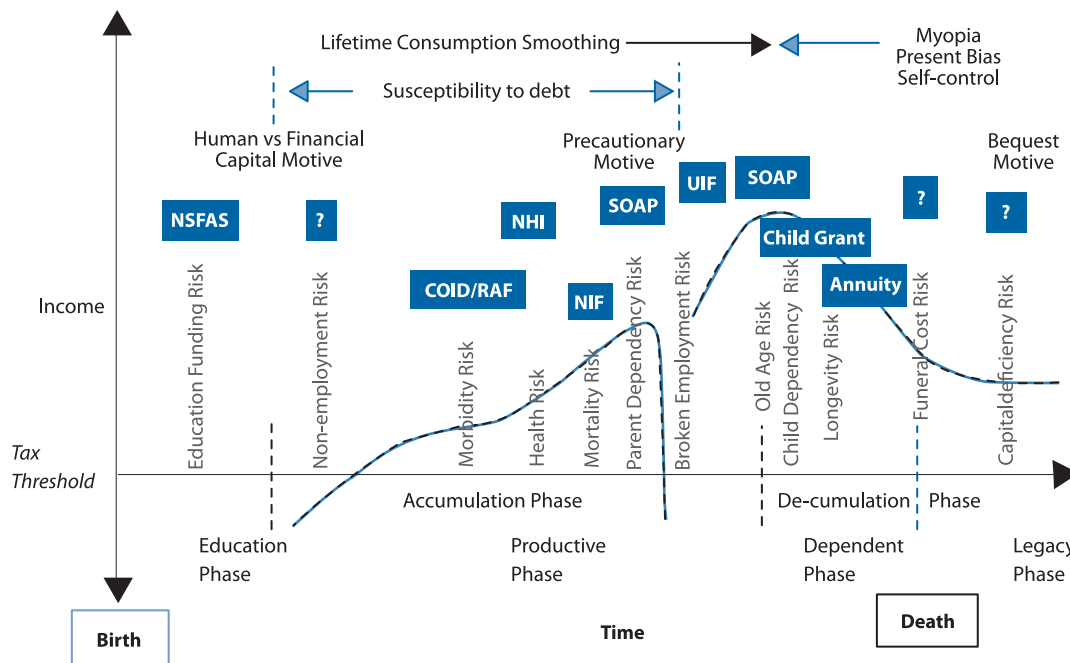 Lifetime Consumption Smoothing
Myopia
Present Bias
Self-control
Susceptibility to debt
Human vs Financial
Capital Motive
Precautionary
Motive
Bequest
Motive
NSFAS
?
NHI
SOAP
UIF
SOAP
?
?
Child Grant
COID/RAF
NIF
Annuity
Income
Education Funding Risk
Non-employment Risk
Morbidity Risk
Health Risk
Mortality Risk
Parent Dependency Risk
Broken Employment Risk
Old Age Risk
Child Dependency Risk
Longevity Risk
Funeral Cost Risk
Capitaldeficiency Risk
Tax
Threshold
Accumulation Phase
De-cumulation
Phase
Education
Phase
Productive
Phase
Dependent
Phase
Legacy
Phase
Birth
Time
Death